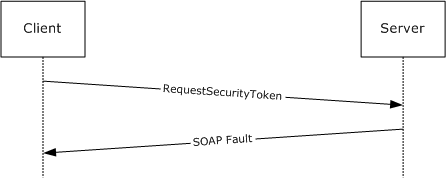 Client
Server
RequestSecurityToken
SOAP Fault